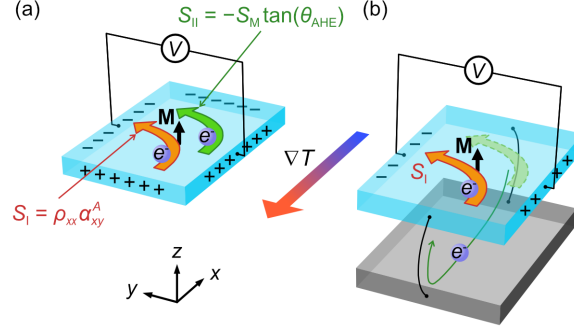 (a)
S_II = −S_M tan(θ_AHE)
(b)
V
V
− − − − − −
− − − −
M
e⁻
e⁻
+ + + + + +
+ + + + + +
∇T
M
S_I
e⁻
− −
+ + + +
S_I = ρ_xx α^A_xy
e⁻
z
y
x